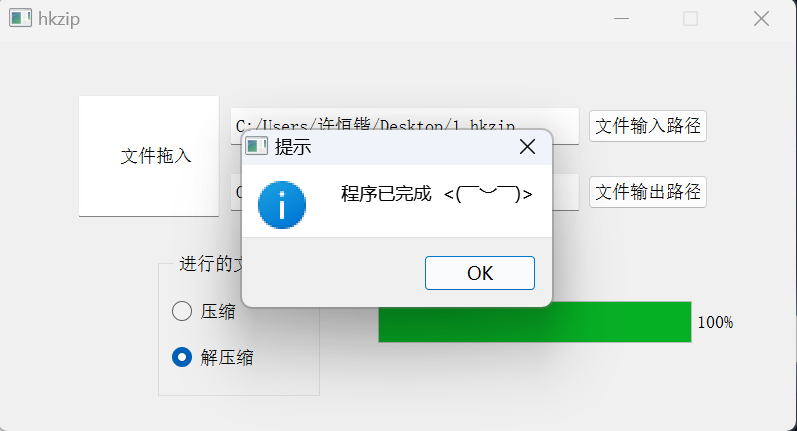 hkzip
文件拖入
C:/Users/许恒锴/Desktop/1.hkzip
文件输入路径
提示
程序已完成 <(￣︶￣)>
OK
文件输出路径
进行的文
压缩
解压缩
100%